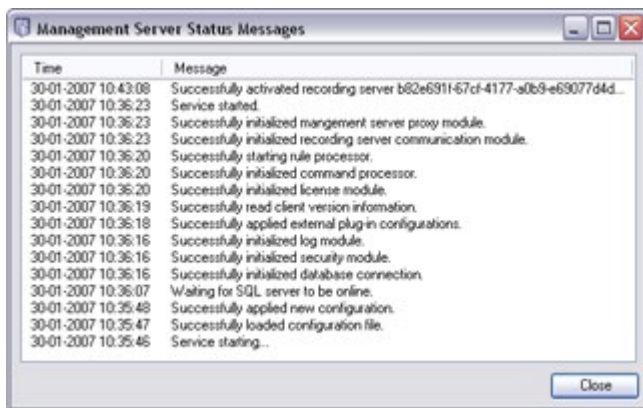 Management Server Status Messages
Time Message
30-01-2007 10:43:08 Successfully activated recording server b82e691f-67cf-4177-a0b9-e69077d4d...
30-01-2007 10:36:23 Service started.
30-01-2007 10:36:23 Successfully initialized mangement server proxy module.
30-01-2007 10:36:23 Successfully initialized recording server communication module.
30-01-2007 10:36:20 Successfully starting rule processor.
30-01-2007 10:36:20 Successfully initialized command processor.
30-01-2007 10:36:20 Successfully initialized license module.
30-01-2007 10:36:19 Successfully read client version information.
30-01-2007 10:36:18 Successfully applied external plug-in configurations.
30-01-2007 10:36:16 Successfully initialized log module.
30-01-2007 10:36:16 Successfully initialized security module.
30-01-2007 10:36:16 Successfully initialized database connection.
30-01-2007 10:36:07 Waiting for SQL server to be online.
30-01-2007 10:35:48 Successfully applied new configuration.
30-01-2007 10:35:47 Successfully loaded configuration file.
30-01-2007 10:35:46 Service starting...
Close